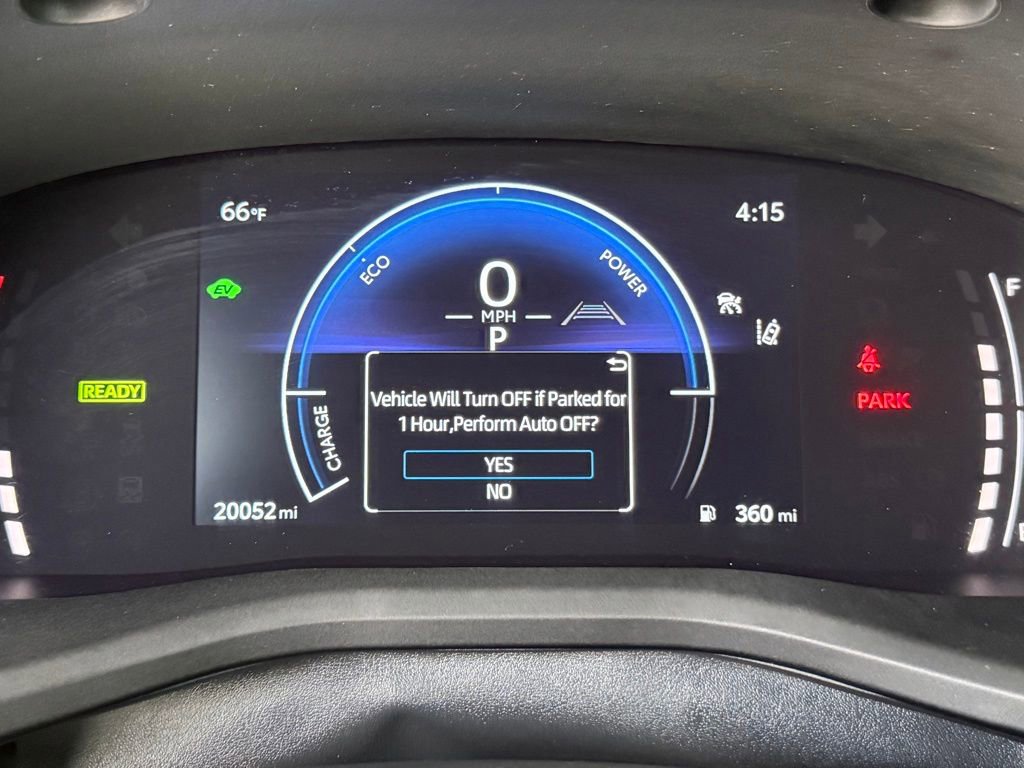 66°F
4:15
ECO
POWER
0
MPH
P
EV
READY
CHARGE
Vehicle Will Turn OFF if Parked for
1 Hour,Perform Auto OFF?
YES
NO
PARK
F
20052 mi
360 mi